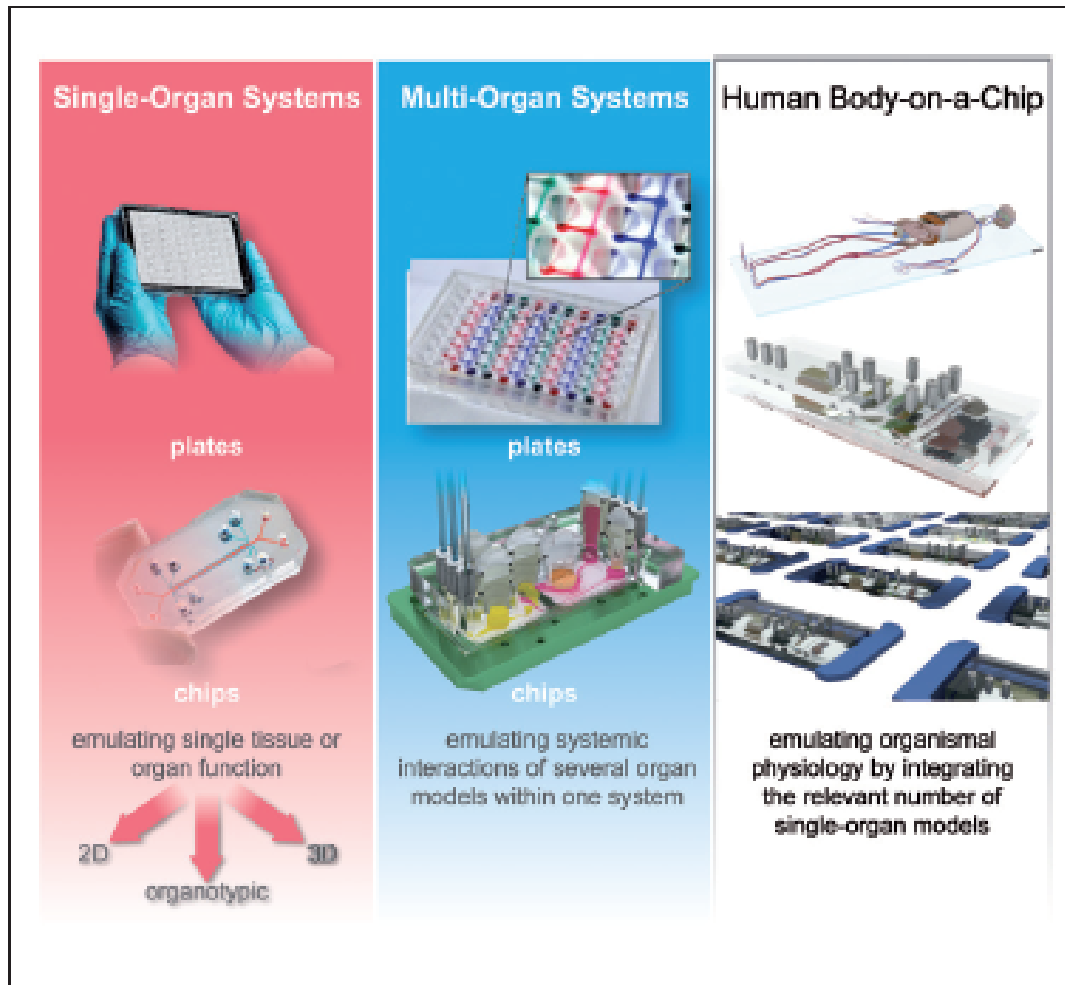 Single-Organ Systems
plates
chips
emulating single tissue or
organ function
2D
3D
organotypic
Multi-Organ Systems
plates
chips
emulating systemic
interactions of several organ
models within one system
Human Body-on-a-Chip
emulating organismal
physiology by integrating
the relevant number of
single-organ models